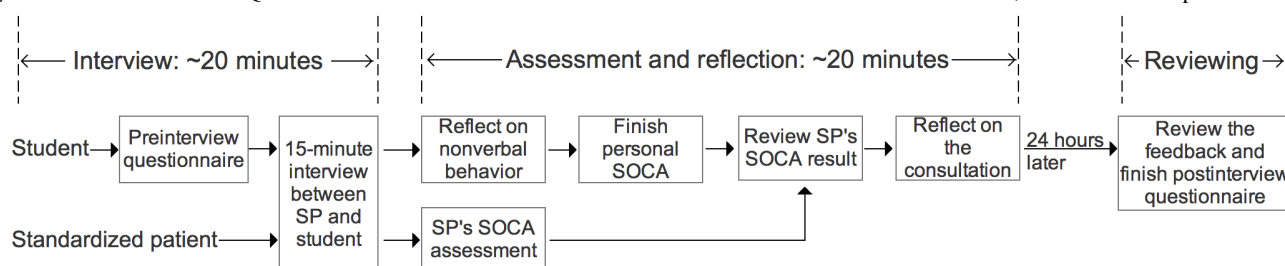 Interview: ~20 minutes
Assessment and reflection: ~20 minutes
Reviewing
Student
Preinterview
questionnaire
15-minute
interview
between
SP and
student
Reflect on
nonverbal
behavior
Finish
personal
SOCA
Review SP's
SOCA result
Reflect on
the
consultation
24 hours
later
Review the
feedback and
finish postinterview
questionnaire
Standardized patient
SP's SOCA
assessment